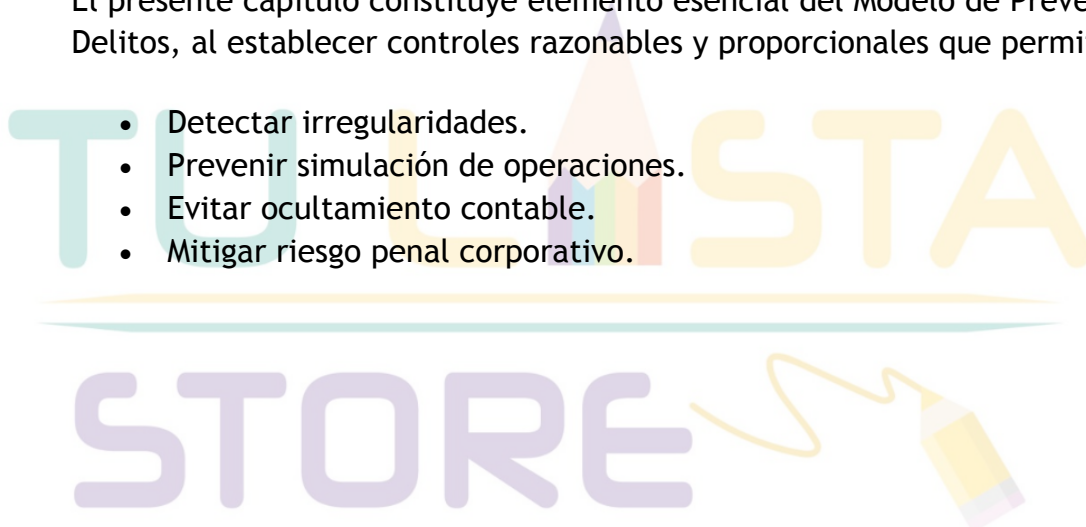 El presente capítulo constituye elemento esencial del Modelo de Preve
Delitos, al establecer controles razonables y proporcionales que permi
• Detectar irregularidades.
• Prevenir simulación de operaciones.
• Evitar ocultamiento contable.
• Mitigar riesgo penal corporativo.
TU LISTA
STORE